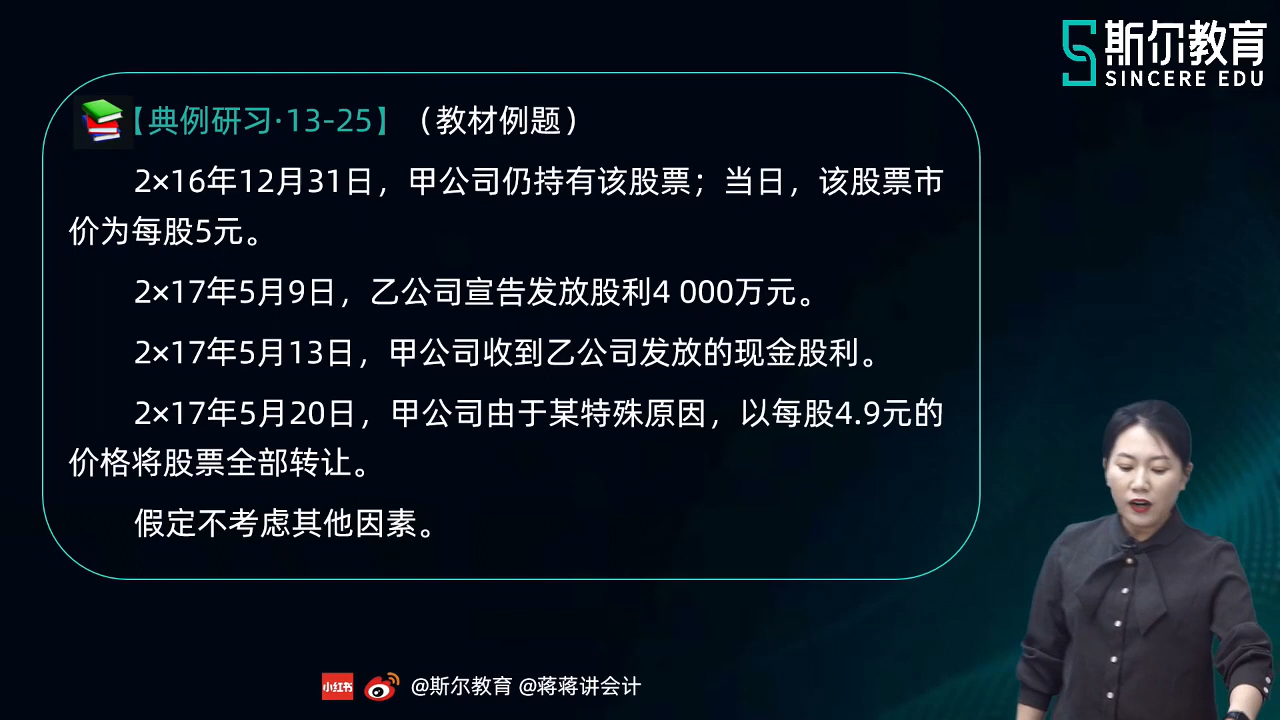 斯尔教育
SINCERE EDU
【典例研习·13-25】（教材例题）
2×16年12月31日，甲公司仍持有该股票；当日，该股票市
价为每股5元。
2×17年5月9日，乙公司宣告发放股利4 000万元。
2×17年5月13日，甲公司收到乙公司发放的现金股利。
2×17年5月20日，甲公司由于某特殊原因，以每股4.9元的
价格将股票全部转让。
假定不考虑其他因素。
小红书 @斯尔教育 @蒋蒋讲会计